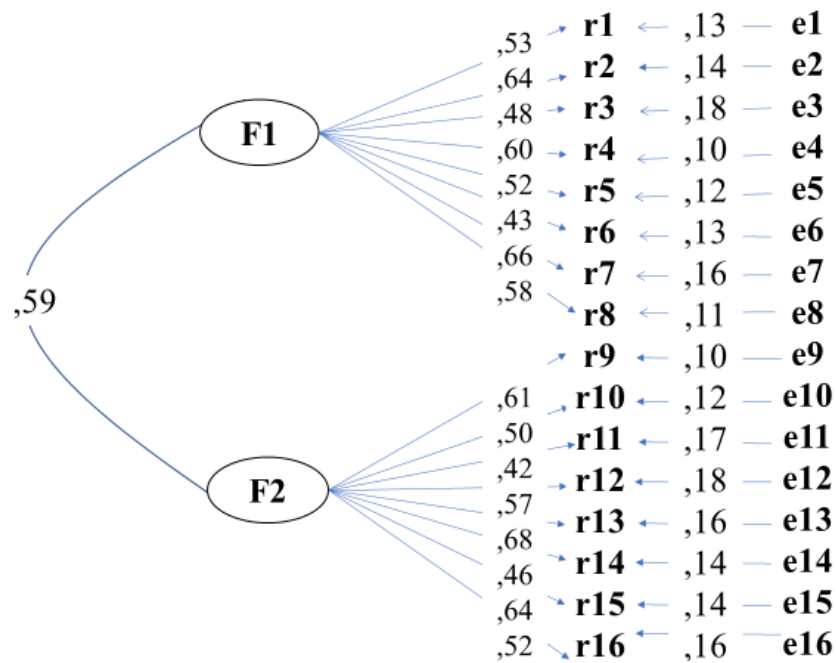 ,53 r1 ,13 e1
,64 r2 ,14 e2
,48 r3 ,18 e3
F1
,60 r4 ,10 e4
,52 r5 ,12 e5
,43 r6 ,13 e6
,66 r7 ,16 e7
,58 r8 ,11 e8
,59
r9 ,10 e9
,61 r10 ,12 e10
,50 r11 ,17 e11
,42 r12 ,18 e12
F2
,57 r13 ,16 e13
,68 r14 ,14 e14
,46 r15 ,14 e15
,64 r16 ,16 e16
,52